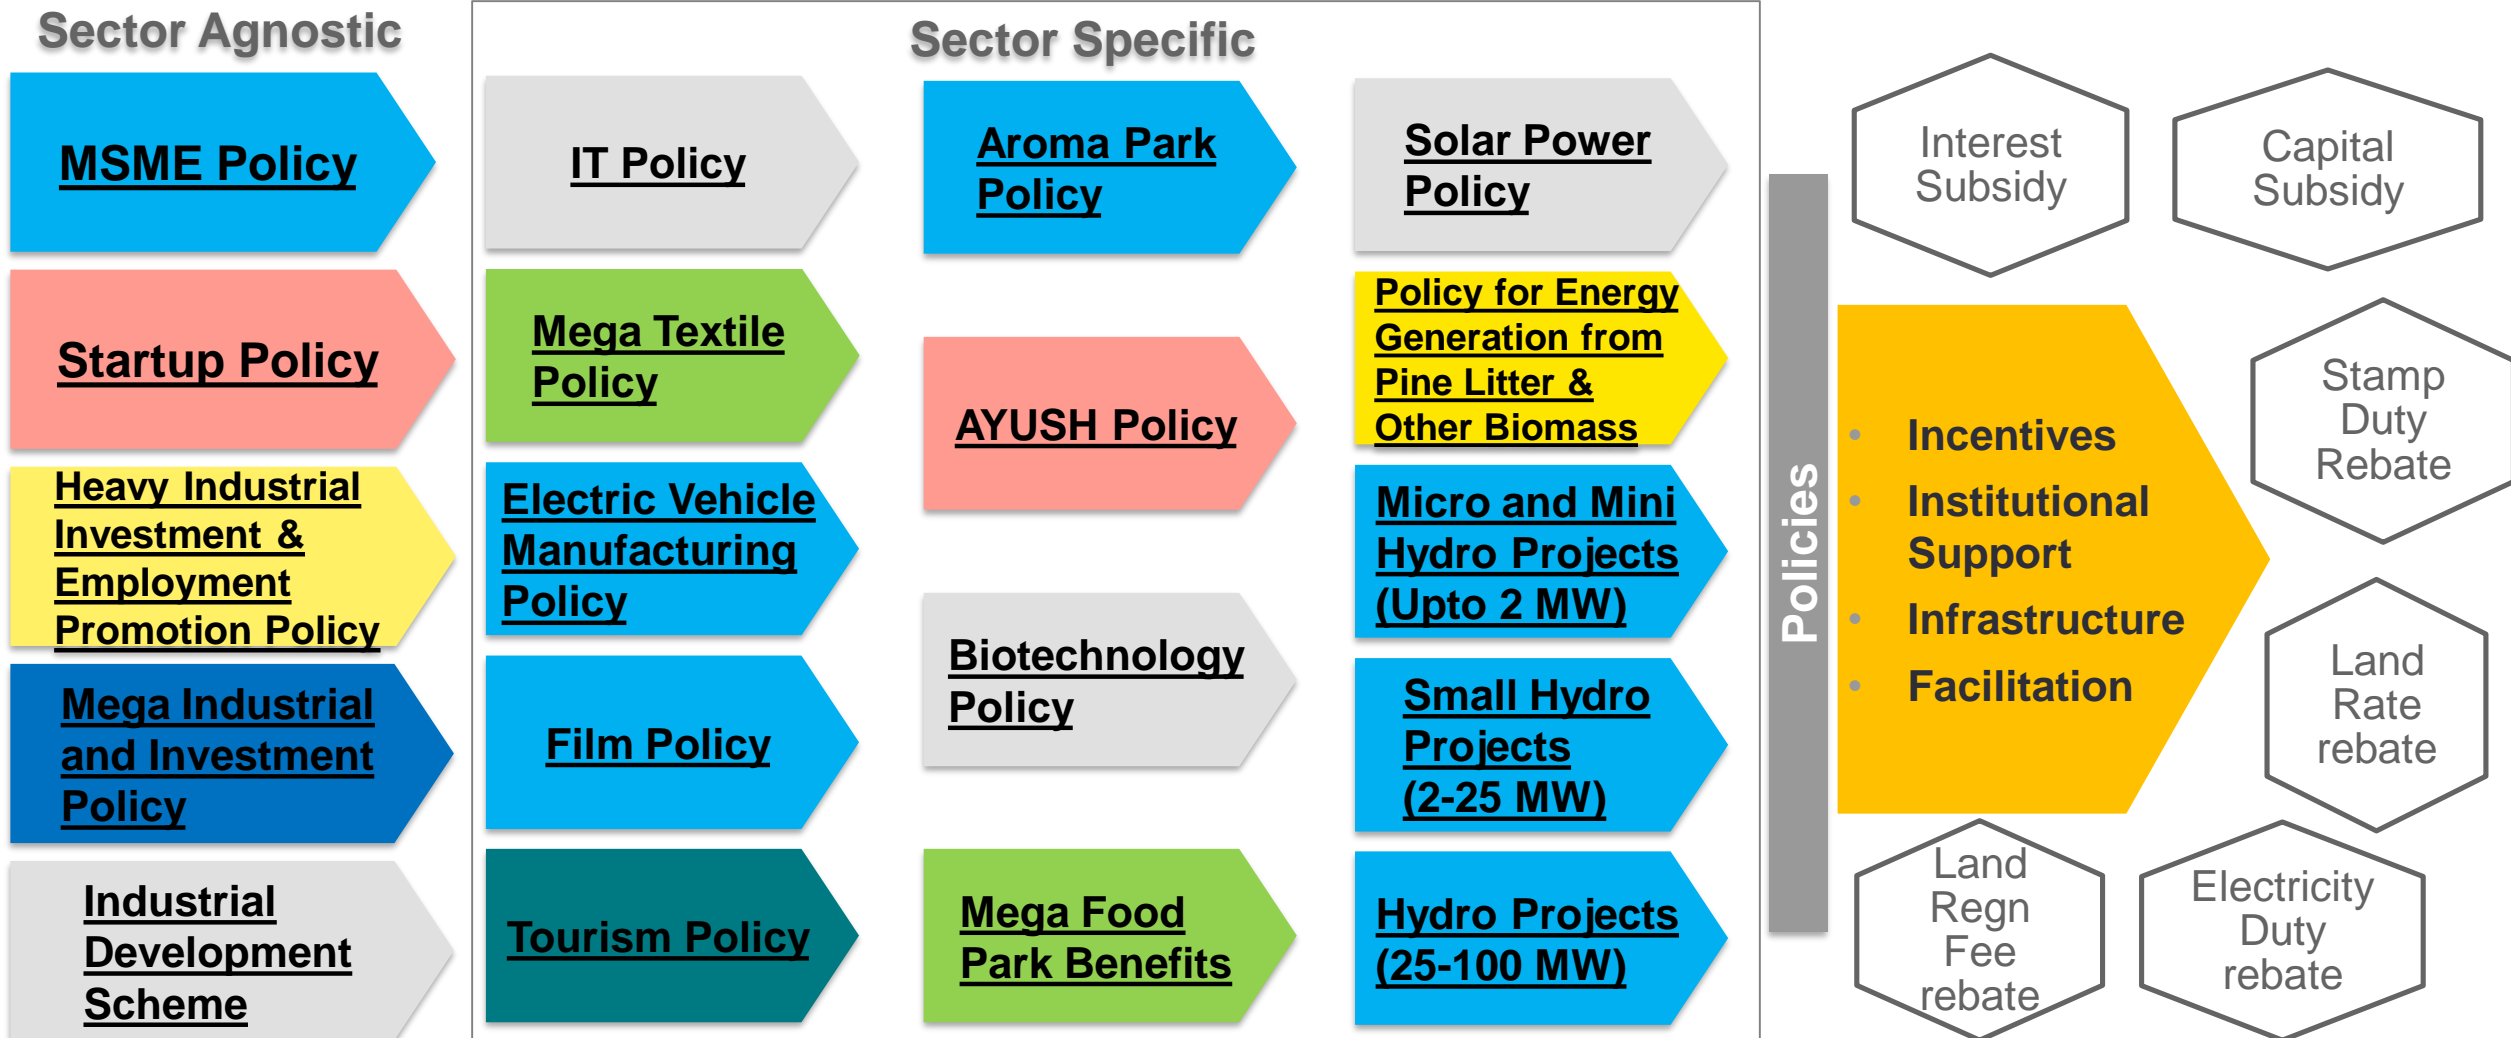 Sector Agnostic
MSME Policy
Startup Policy
Heavy Industrial
Investment &
Employment
Promotion Policy
Mega Industrial
and Investment
Policy
Industrial
Development
Scheme
Sector Specific
IT Policy
Mega Textile
Policy
Electric Vehicle
Manufacturing
Policy
Film Policy
Tourism Policy
Aroma Park
Policy
AYUSH Policy
Biotechnology
Policy
Mega Food
Park Benefits
Solar Power
Policy
Policy for Energy
Generation from
Pine Litter &
Other Biomass
Micro and Mini
Hydro Projects
(Upto 2 MW)
Small Hydro
Projects
(2-25 MW)
Hydro Projects
(25-100 MW)
Policies
• Incentives
• Institutional
Support
• Infrastructure
• Facilitation
Interest
Subsidy
Capital
Subsidy
Stamp
Duty
Rebate
Land
Rate
rebate
Land
Regn
Fee
rebate
Electricity
Duty
rebate